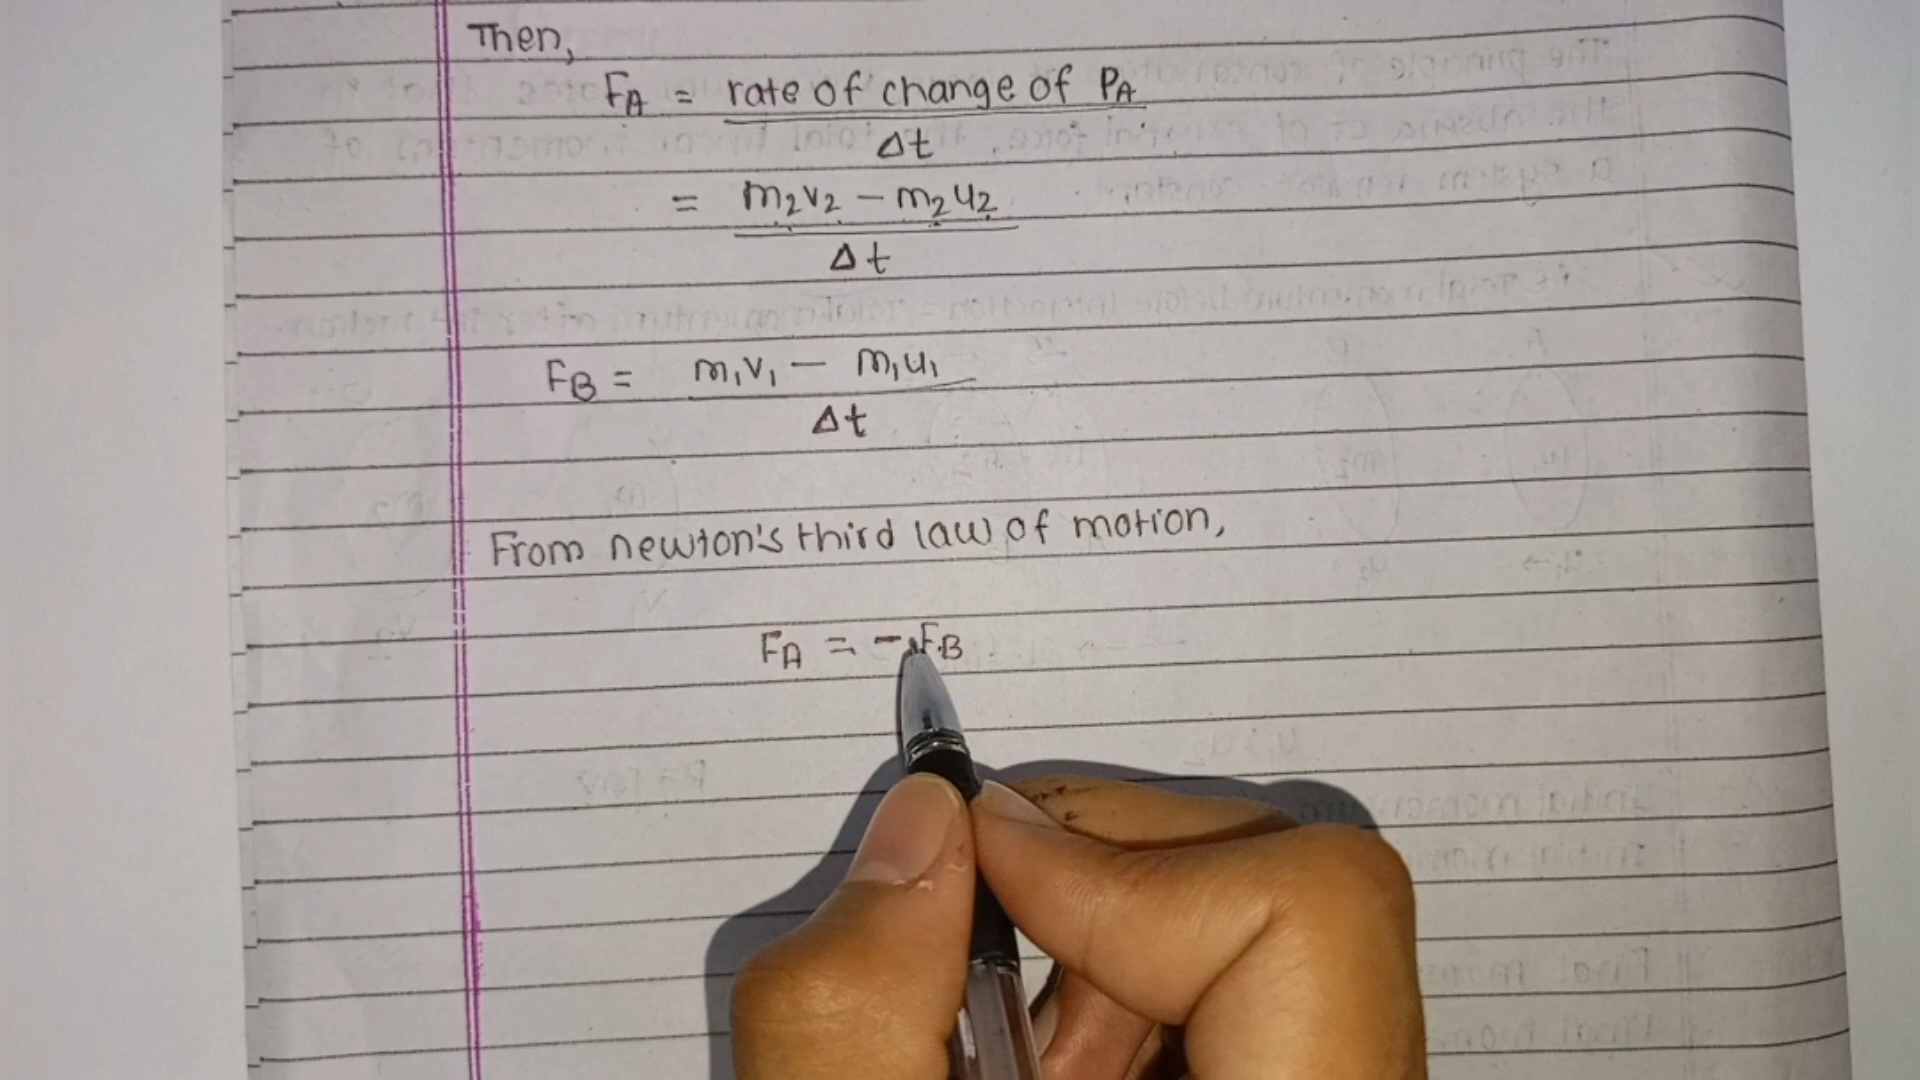 Then,
FA = rate of change of PA
Δt
= m2v2 – m2u2
Δt
FB = m1v1 – m1u1
Δt
From newton's third law of motion,
FA = - FB